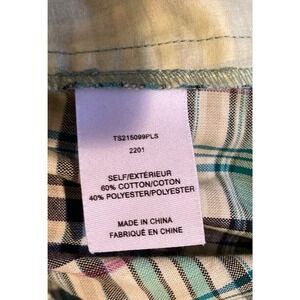 TS215099PLS
2201
SELF/EXTÉRIEUR
60% COTTON/COTON
40% POLYESTER/POLYESTER
MADE IN CHINA
FABRIQUÉ EN CHINE